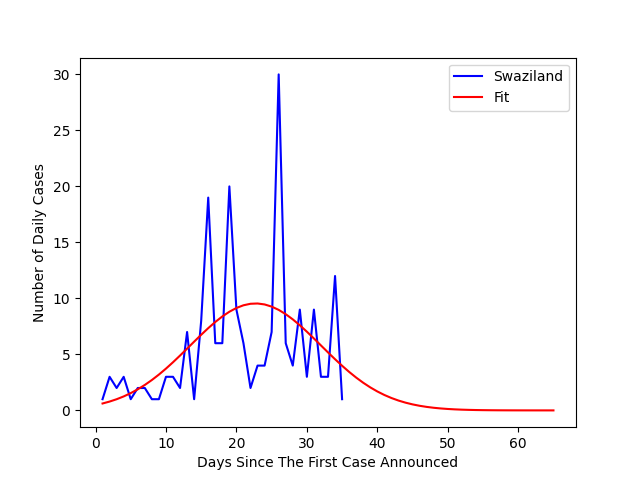 Swaziland
Fit
30
25
20
15
10
5
0
Number of Daily Cases
0 10 20 30 40 50 60
Days Since The First Case Announced